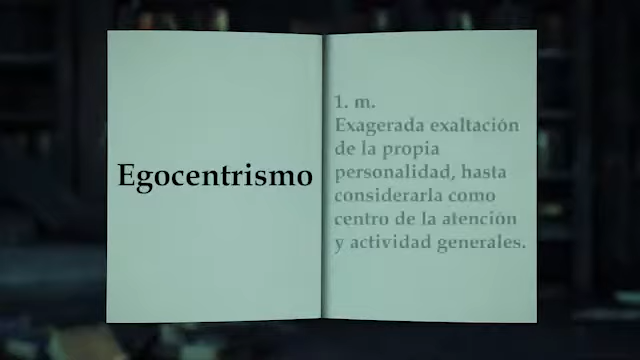 Egocentrismo
1. m.
Exagerada exaltación
de la propia
personalidad, hasta
considerarla como
centro de la atención
y actividad generales.